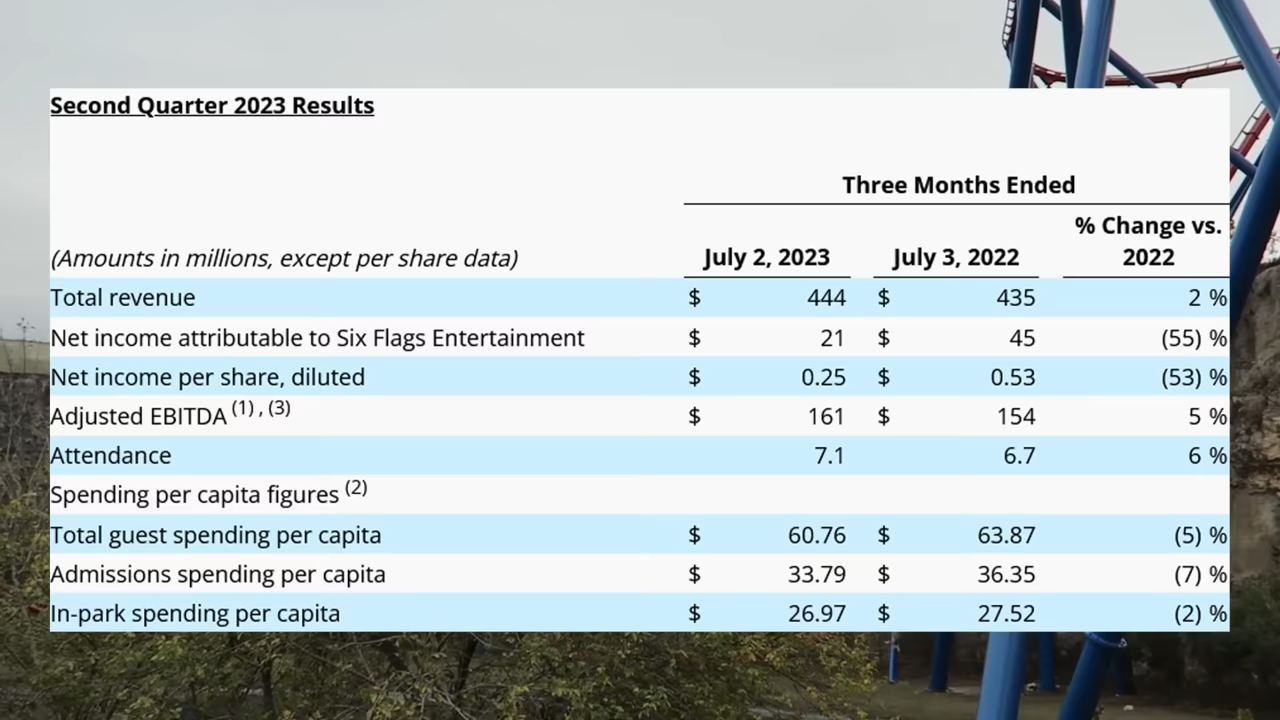 Second Quarter 2023 Results
Three Months Ended
(Amounts in millions, except per share data) July 2, 2023 July 3, 2022 % Change vs. 2022
Total revenue $ 444 $ 435 2 %
Net income attributable to Six Flags Entertainment $ 21 $ 45 (55) %
Net income per share, diluted $ 0.25 $ 0.53 (53) %
Adjusted EBITDA (1) , (3) $ 161 $ 154 5 %
Attendance 7.1 6.7 6 %
Spending per capita figures (2)
Total guest spending per capita $ 60.76 $ 63.87 (5) %
Admissions spending per capita $ 33.79 $ 36.35 (7) %
In-park spending per capita $ 26.97 $ 27.52 (2) %